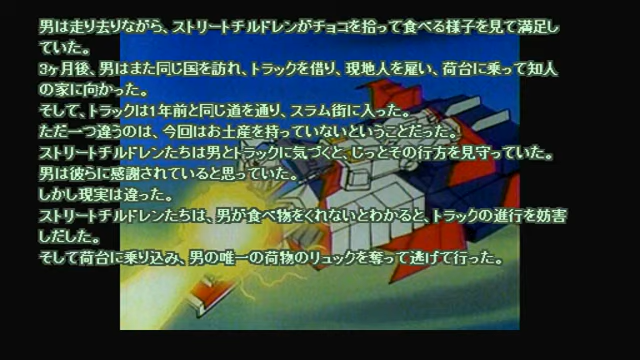 男は走り去りながら、ストリートチルドレンがチョコを拾って食べる様子を見て満足し
ていた。
3ヶ月後、男はまた同じ国を訪れ、トラックを借り、現地人を雇い、荷台に乗って知人
の家に向かった。
そして、トラックは1年前と同じ道を通り、スラム街に入った。
ただ一つ違うのは、今回はお土産を持っていないということだった。
ストリートチルドレンたちは男とトラックに気づくと、じっとその行方を見守っていた。
男は彼らに感謝されていると思っていた。
しかし現実は違った。
ストリートチルドレンたちは、男が食べ物をくれないとわかると、トラックの進行を妨害
しだした。
そして荷台に乗り込み、男の唯一の荷物のリュックを奪って逃げて行った。